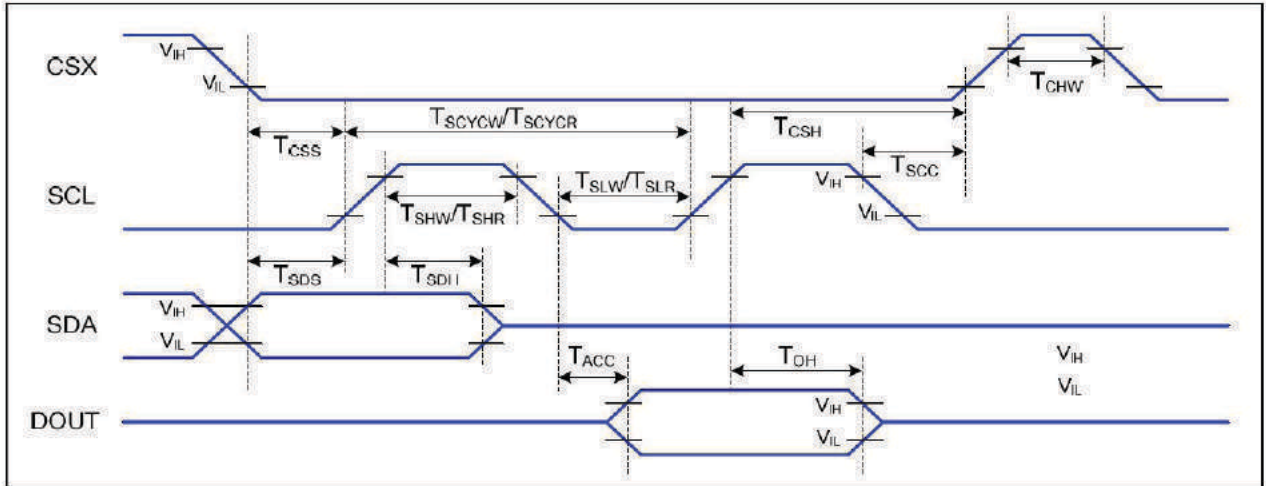 CSX
VIH
VIL
TCHW
TSCYCW/TSCYCR
TCSH
TCSS
TSCC
SCL
TSLW/TSLR
VIH
VIL
TSHW/TSHR
TSDS
TSDH
SDA
VIH
VIL
TACC
TOH
VIH
VIL
DOUT
VIH
VIL